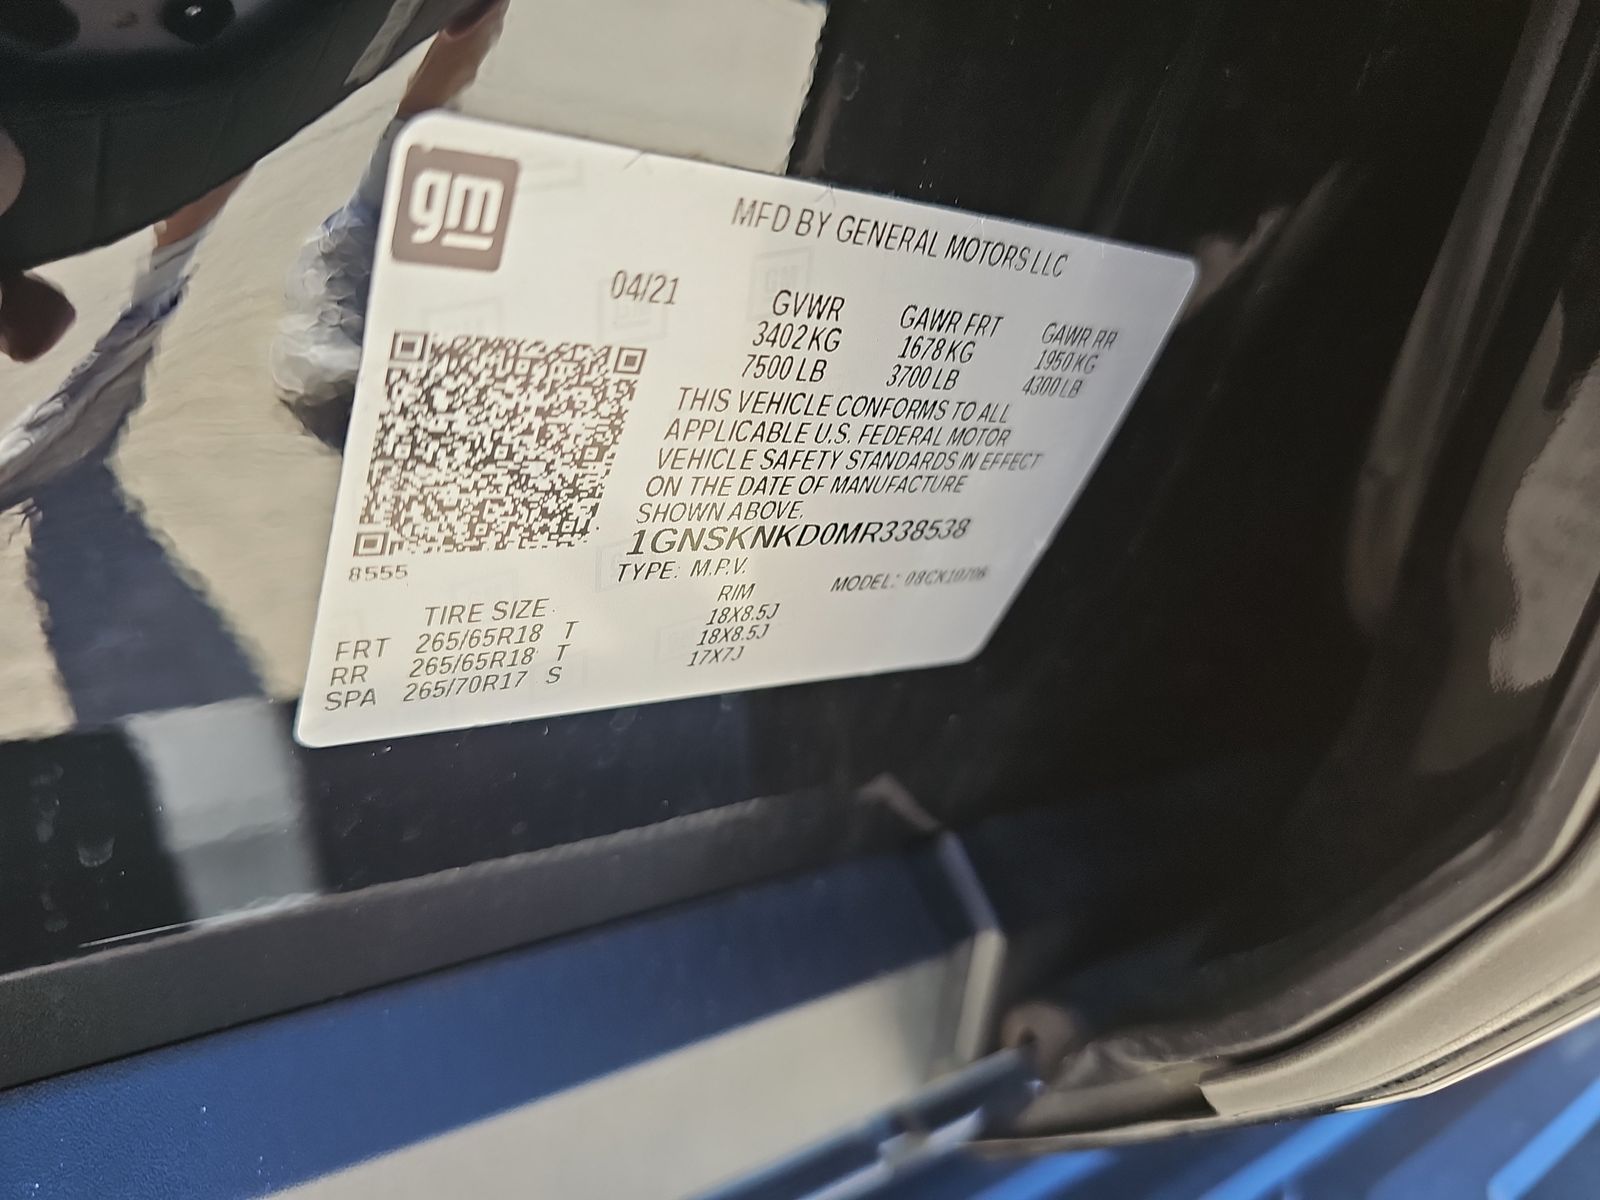 gm
MFD BY GENERAL MOTORS LLC
04/21
GVWR GAWR FRT GAWR RR
3402 KG 1678 KG 1950 KG
7500 LB 3700 LB 4300 LB
THIS VEHICLE CONFORMS TO ALL
APPLICABLE U.S. FEDERAL MOTOR
VEHICLE SAFETY STANDARDS IN EFFECT
ON THE DATE OF MANUFACTURE
SHOWN ABOVE.
1GNSKNKD0MR338538
8555
TYPE: M.P.V. MODEL:
TIRE SIZE RIM
FRT 265/65R18 T 18X8.5J
RR 265/65R18 T 18X8.5J
SPA 265/70R17 S 17X7J